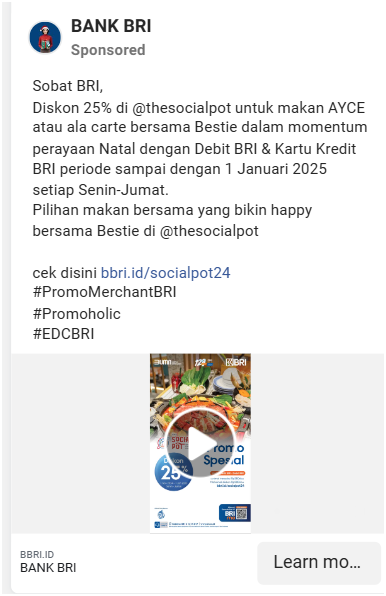 BANK BRI
Sponsored
Sobat BRI,
Diskon 25% di @thesocialpot untuk makan AYCE
atau ala carte bersama Bestie dalam momentum
perayaan Natal dengan Debit BRI & Kartu Kredit
BRI periode sampai dengan 1 Januari 2025
setiap Senin-Jumat.
Pilihan makan bersama yang bikin happy
bersama Bestie di @thesocialpot
cek disini bbri.id/socialpot24
#PromoMerchantBRI
#Promoholic
#EDCBRI
BRI
Promo
Spesial
Diskon
25
BRI
BBRI.ID
BANK BRI
Learn mo...